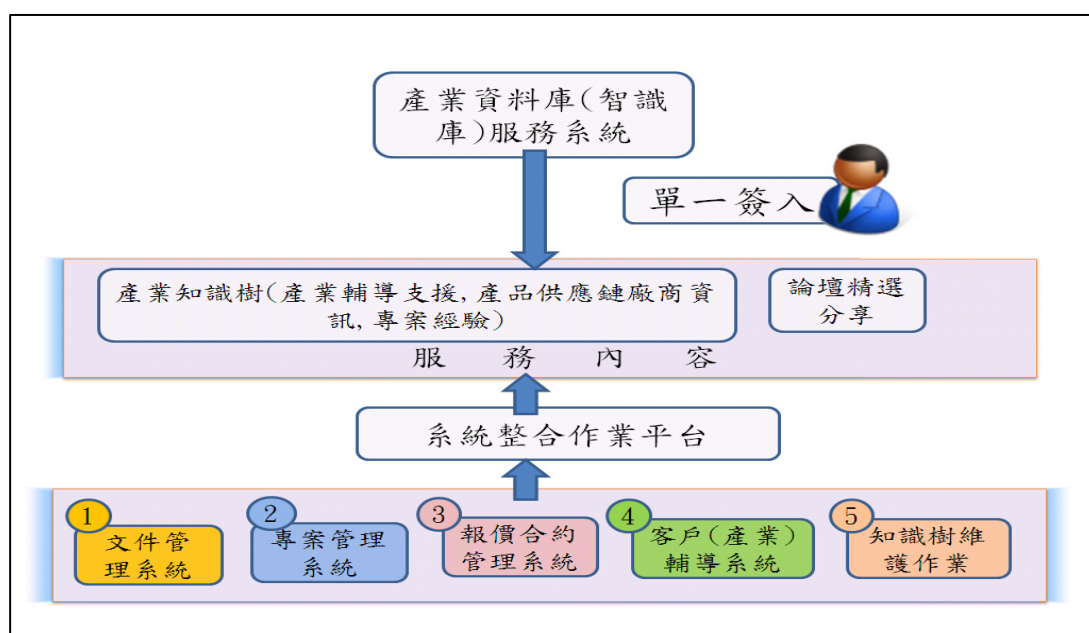 產業資料庫(智識
庫)服務系統
單一簽入
產業知識樹(產業輔導支援,產品供應鏈廠商資
訊,專案經驗)
論壇精選
分享
服務內容
系統整合作業平台
1
文件管
理系統
2
專案管理
系統
3
報價合約
管理系統
4
客戶(產業)
輔導系統
5
知識樹維
護作業